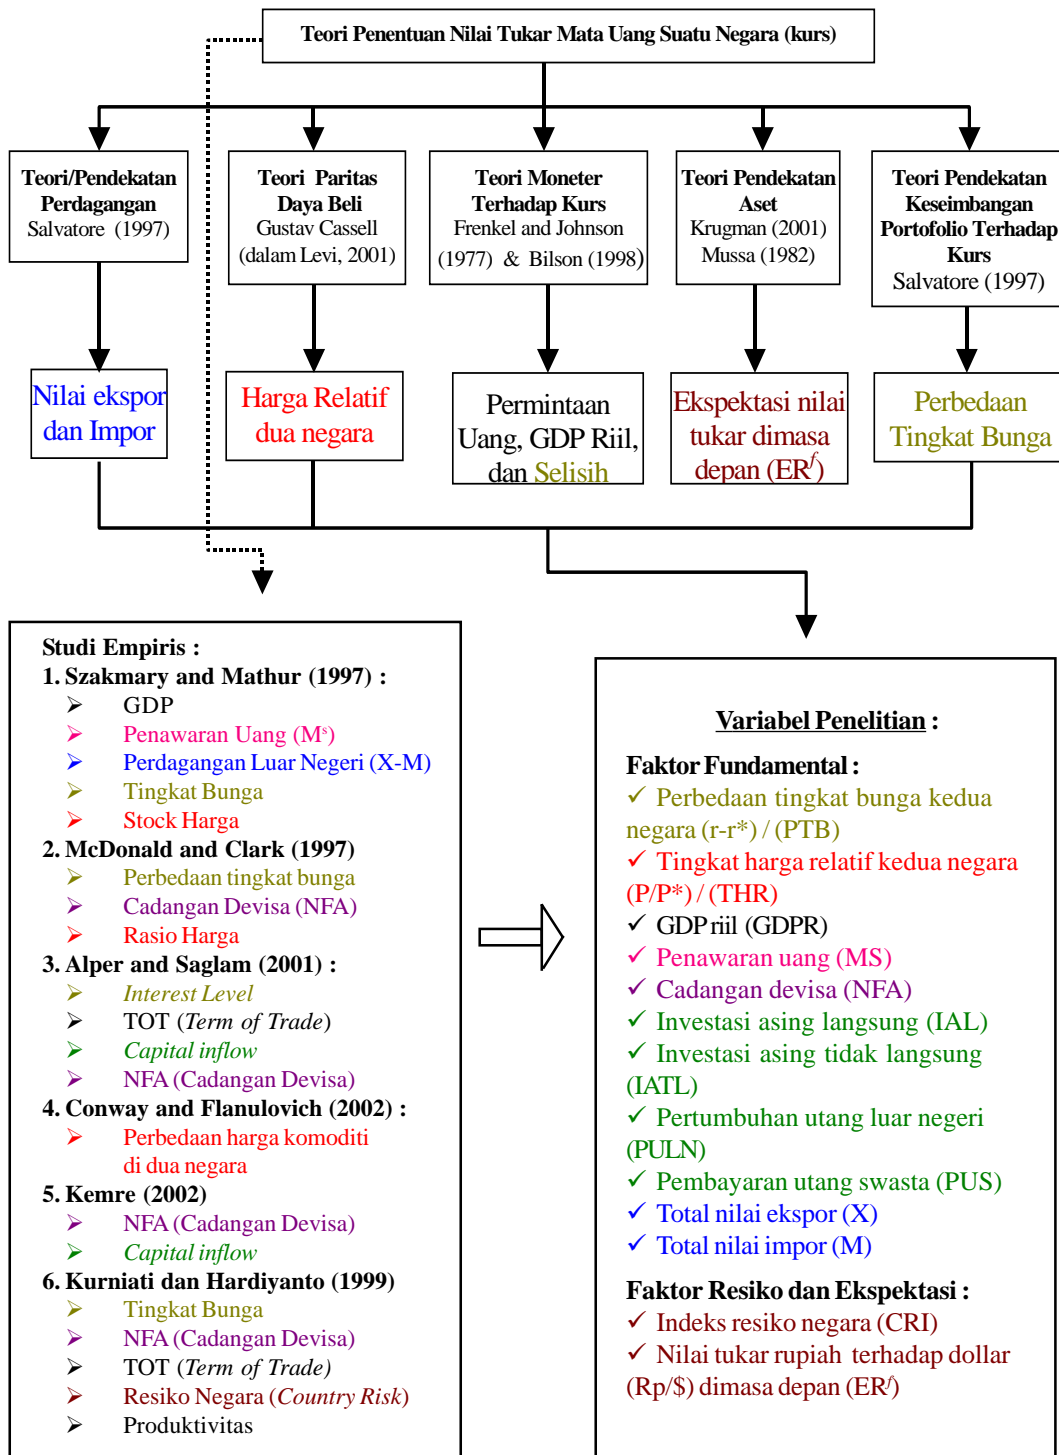 Teori Penentuan Nilai Tukar Mata Uang Suatu Negara (kurs)
Teori/Pendekatan
Perdagangan
Salvatore (1997)
Teori Paritas
Daya Beli
Gustav Cassell
(dalam Levi, 2001)
Teori Moneter
Terhadap Kurs
Frenkel and Johnson
(1977) & Bilson (1998)
Teori Pendekatan
Aset
Krugman (2001)
Mussa (1982)
Teori Pendekatan
Keseimbangan
Portofolio Terhadap
Kurs
Salvatore (1997)
Nilai ekspor
dan Impor
Harga Relatif
dua negara
Permintaan
Uang, GDP Riil,
dan Selisih
Ekspektasi nilai
tukar dimasa
depan (ERᶠ)
Perbedaan
Tingkat Bunga
Studi Empiris :
1. Szakmary and Mathur (1997) :
➢ GDP
➢ Penawaran Uang (Mˢ)
➢ Perdagangan Luar Negeri (X-M)
➢ Tingkat Bunga
➢ Stock Harga
2. McDonald and Clark (1997)
➢ Perbedaan tingkat bunga
➢ Cadangan Devisa (NFA)
➢ Rasio Harga
3. Alper and Saglam (2001) :
➢ Interest Level
➢ TOT (Term of Trade)
➢ Capital inflow
➢ NFA (Cadangan Devisa)
4. Conway and Flanulovich (2002) :
➢ Perbedaan harga komoditi
di dua negara
5. Kemre (2002)
➢ NFA (Cadangan Devisa)
➢ Capital inflow
6. Kurniati dan Hardiyanto (1999)
➢ Tingkat Bunga
➢ NFA (Cadangan Devisa)
➢ TOT (Term of Trade)
➢ Resiko Negara (Country Risk)
➢ Produktivitas
Variabel Penelitian :
Faktor Fundamental :
✓ Perbedaan tingkat bunga kedua
negara (r-r*) / (PTB)
✓ Tingkat harga relatif kedua negara
(P/P*) / (THR)
✓ GDP riil (GDPR)
✓ Penawaran uang (MS)
✓ Cadangan devisa (NFA)
✓ Investasi asing langsung (IAL)
✓ Investasi asing tidak langsung
(IATL)
✓ Pertumbuhan utang luar negeri
(PULN)
✓ Pembayaran utang swasta (PUS)
✓ Total nilai ekspor (X)
✓ Total nilai impor (M)
Faktor Resiko dan Ekspektasi :
✓ Indeks resiko negara (CRI)
✓ Nilai tukar rupiah terhadap dollar
(Rp/$) dimasa depan (ERᶠ)